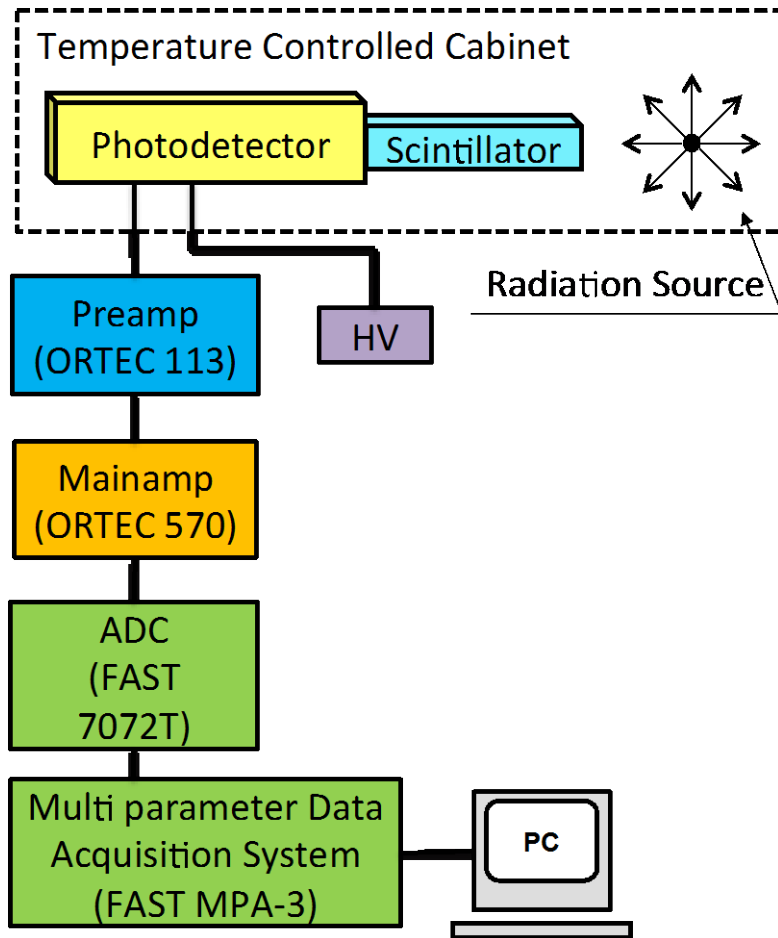 Temperature Controlled Cabinet
Photodetector
Scintillator
Radiation Source
Preamp
(ORTEC 113)
HV
Mainamp
(ORTEC 570)
ADC
(FAST
7072T)
Multi parameter Data
Acquisition System
(FAST MPA-3)
PC